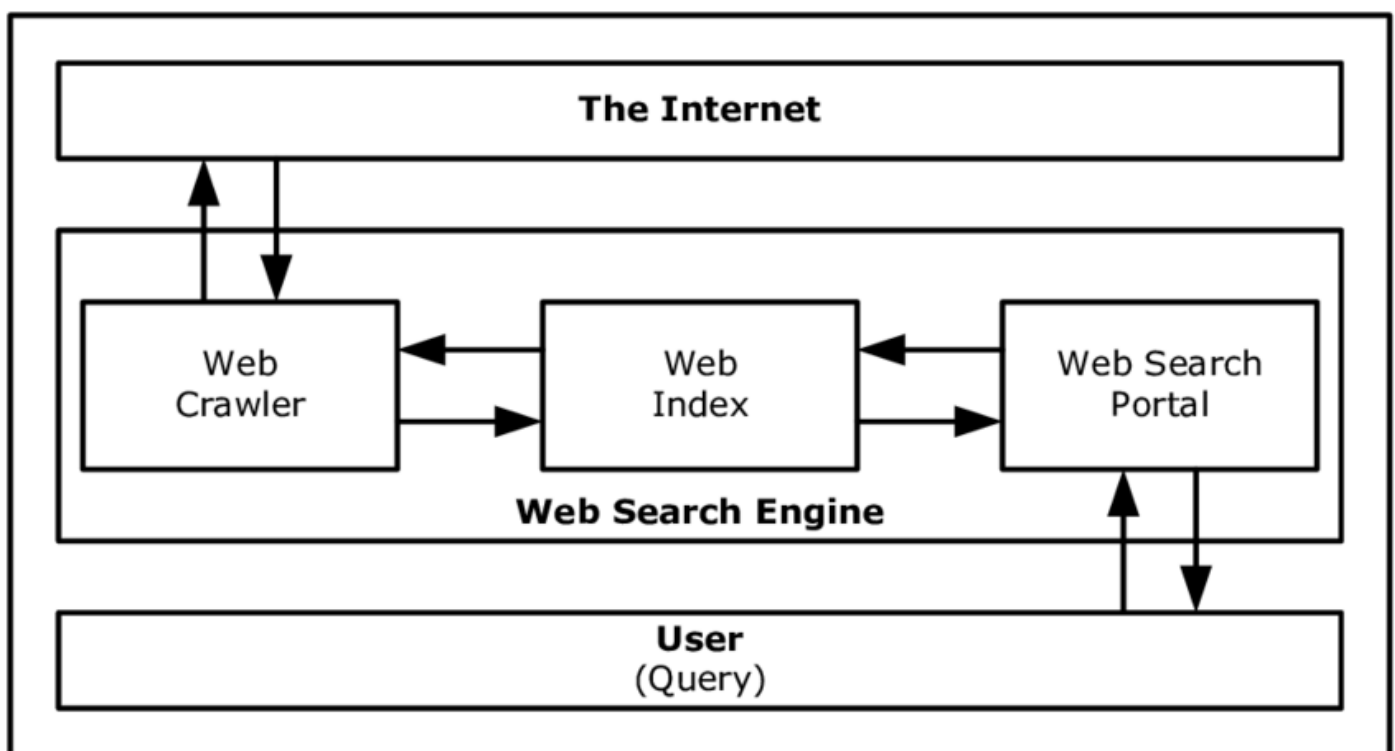 The Internet
Web
Crawler
Web
Index
Web Search
Portal
Web Search Engine
User
(Query)